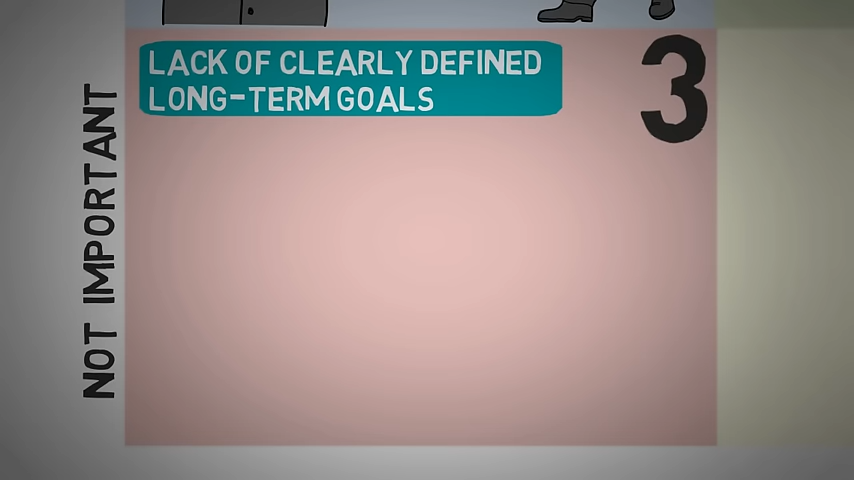 LACK OF CLEARLY DEFINED
LONG-TERM GOALS
3
NOT IMPORTANT